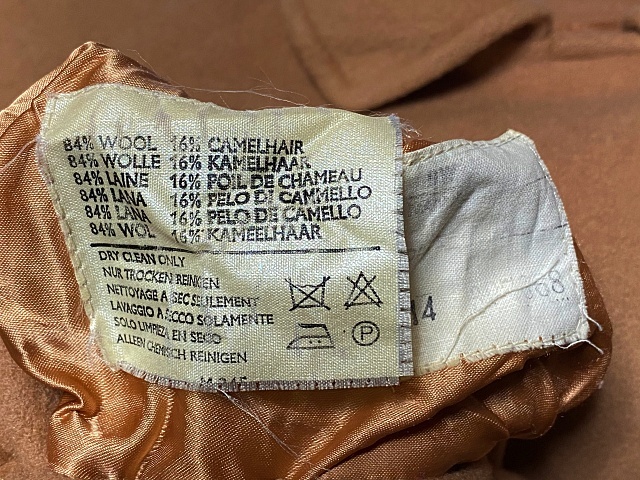 84% WOOL 16% CAMELHAIR
84% WOLLE 16% KAMELHAAR
84% LAINE 16% POIL DE CHAMEAU
84% LANA 16% PELO DI CAMMELLO
84% LANA 16% PELO DE CAMELLO
84% WOL 16% KAMEELHAAR
DRY CLEAN ONLY
NUR TROCKEN REINIGEN
NETTOYAGE A SEC SEULEMENT
LAVAGGIO A SECCO SOLAMENTE
SOLO LIMPIEZA EN SECO
ALLEEN CHEMISCH REINIGEN
P
14
68